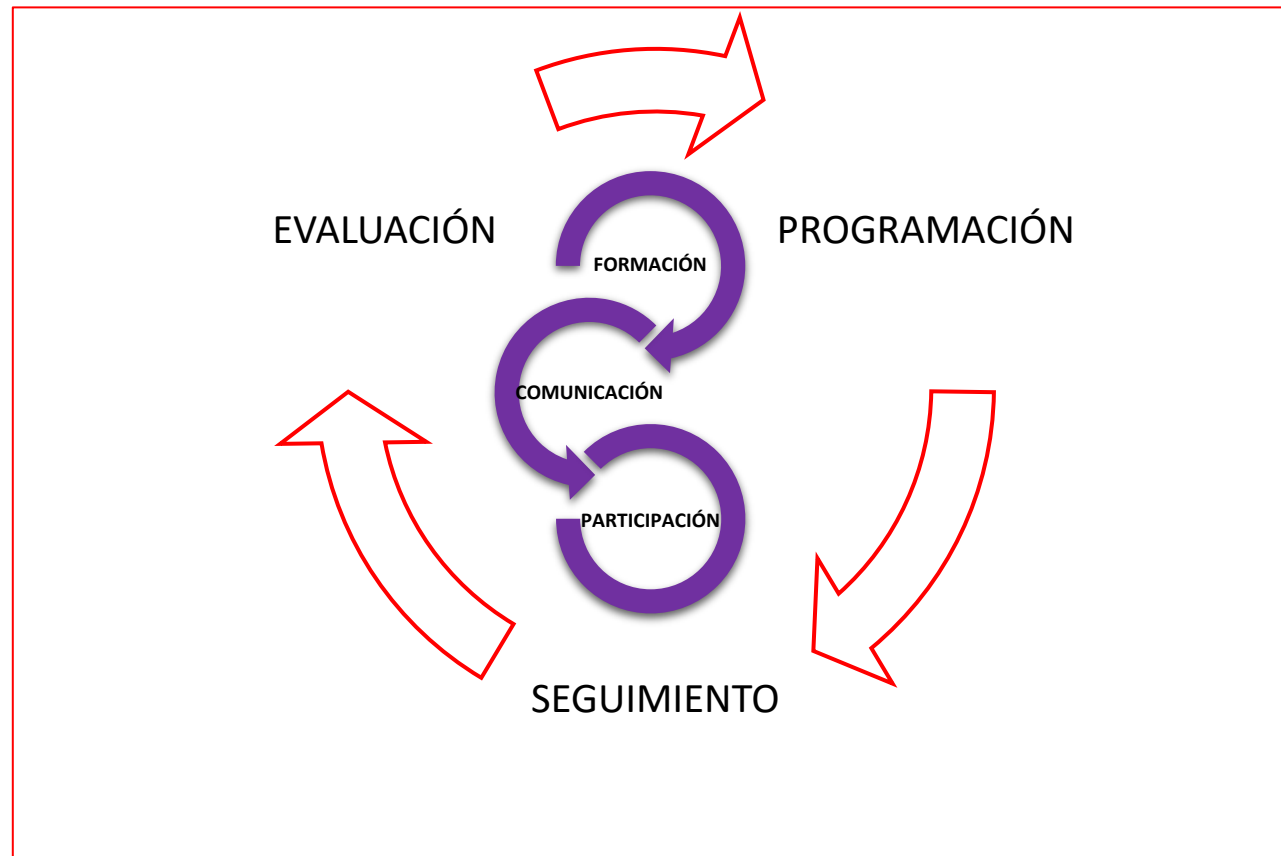 EVALUACIÓN
PROGRAMACIÓN
FORMACIÓN
COMUNICACIÓN
PARTICIPACIÓN
SEGUIMIENTO